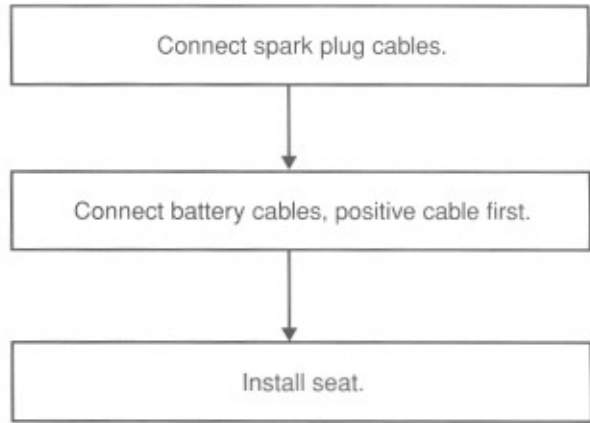 Connect spark plug cables.
Connect battery cables, positive cable first.
Install seat.